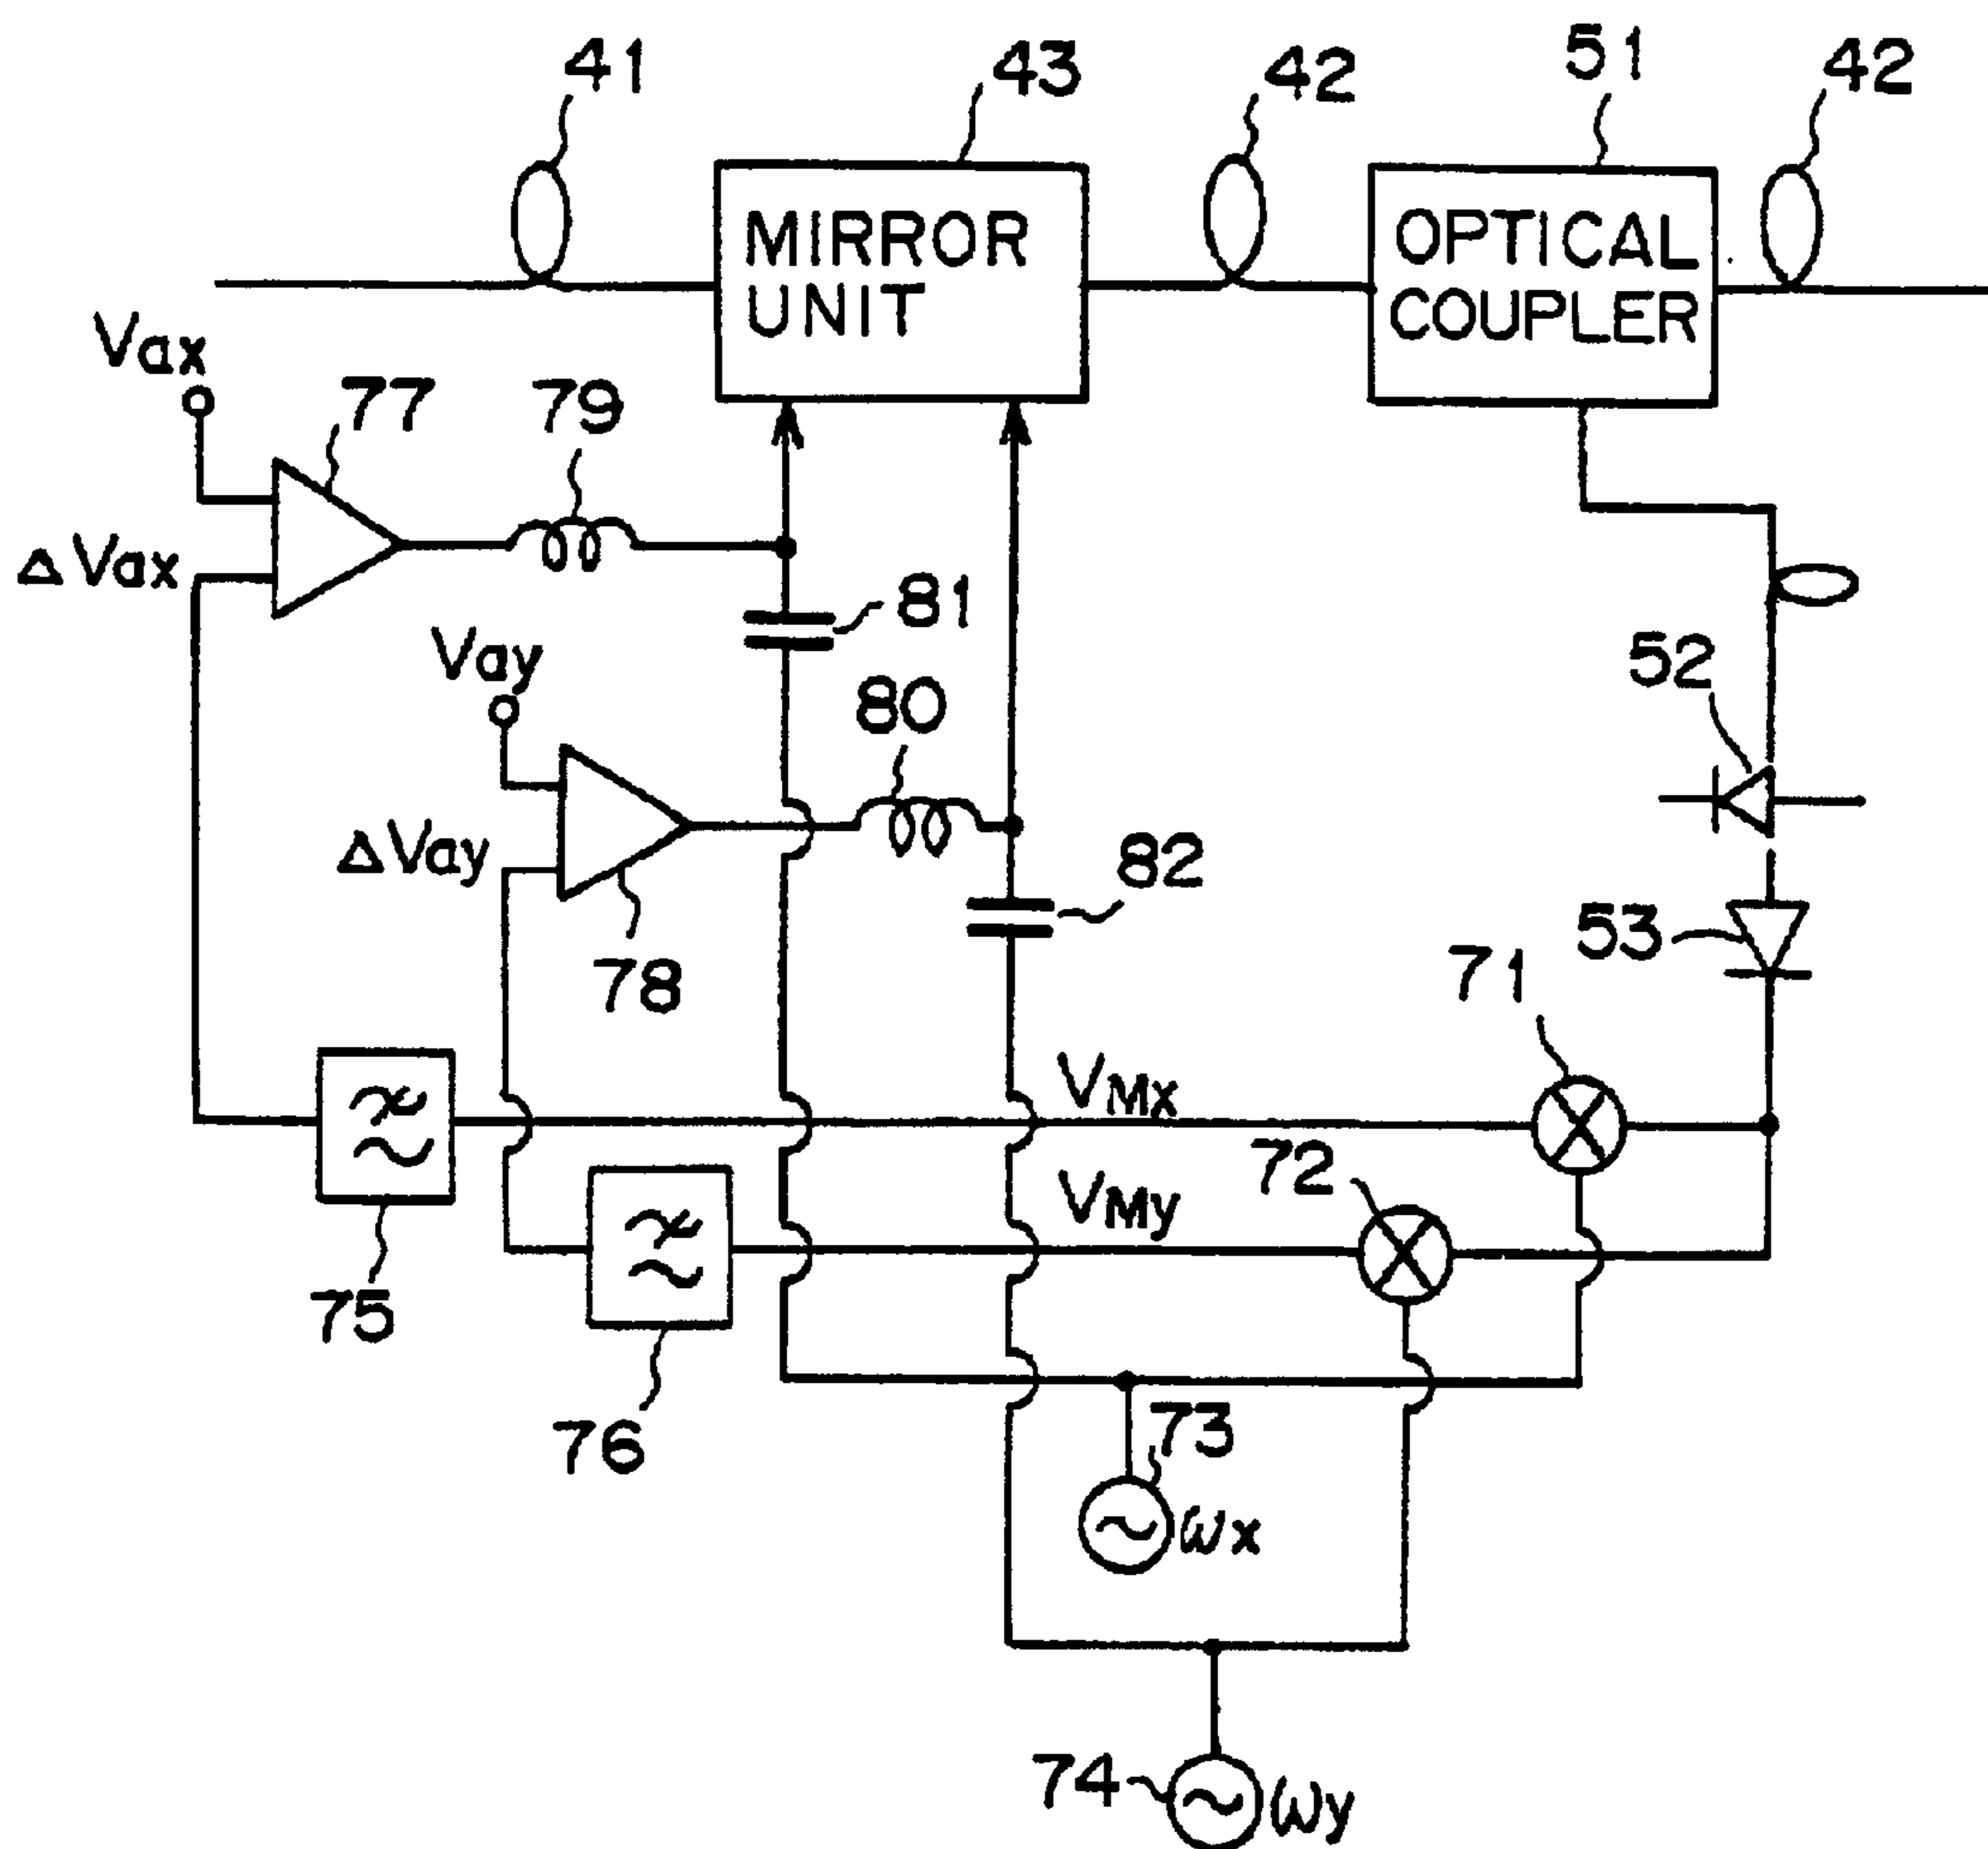 41
43
42
51
42
MIRROR
UNIT
OPTICAL
COUPLER
Vax
77
79
ΔVax
81
Vay
52
80
ΔVay
82
53
78
71
VMx
72
VMy
75
76
73
ωx
74
ωy